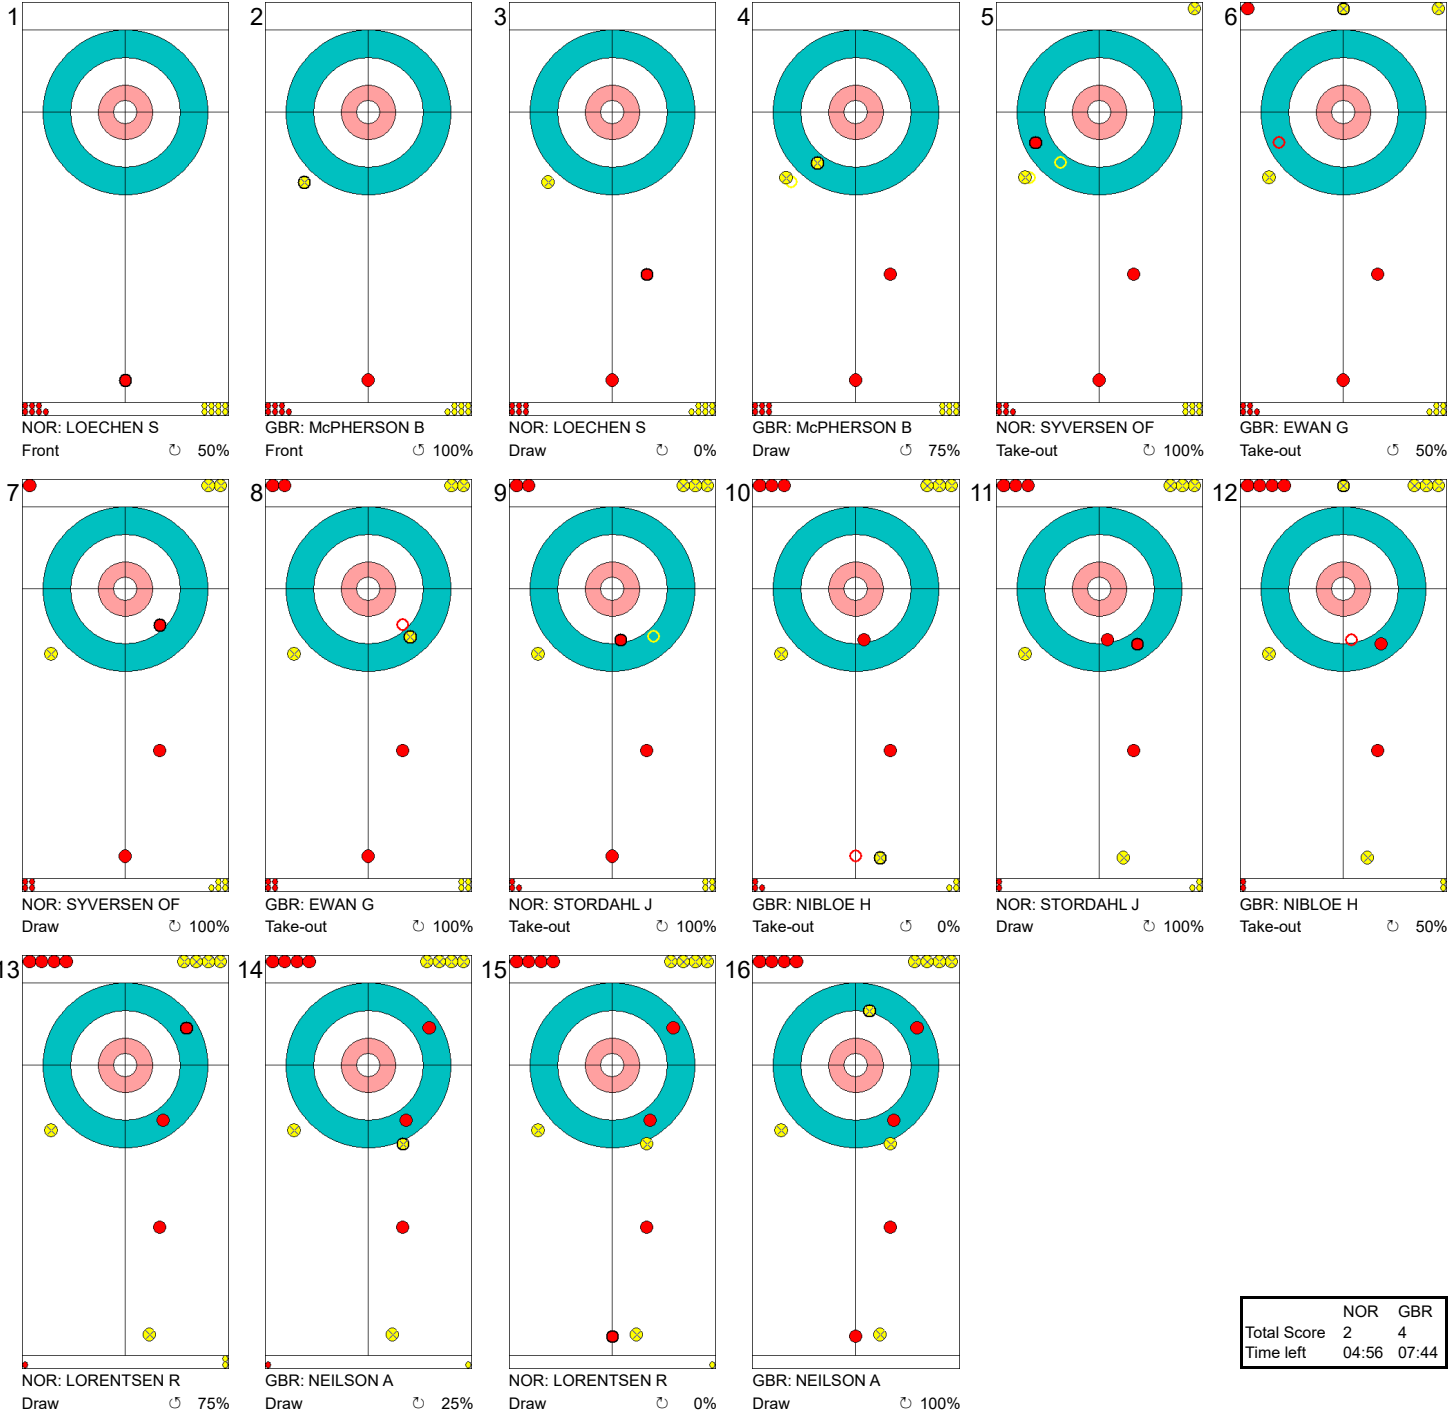 1 2 3 4 5 6
NOR: LOECHEN S GBR: McPHERSON B NOR: LOECHEN S GBR: McPHERSON B NOR: SYVERSEN OF GBR: EWAN G
Front ↻ 50% Front ↺ 100% Draw ↻ 0% Draw ↺ 75% Take-out ↻ 100% Take-out ↺ 50%
7 8 9 10 11 12
NOR: SYVERSEN OF GBR: EWAN G NOR: STORDAHL J GBR: NIBLOE H NOR: STORDAHL J GBR: NIBLOE H
Draw ↻ 100% Take-out ↻ 100% Take-out ↻ 100% Take-out ↺ 0% Draw ↻ 100% Take-out ↺ 50%
13 14 15 16
NOR: LORENTSEN R GBR: NEILSON A NOR: LORENTSEN R GBR: NEILSON A
Draw ↺ 75% Draw ↻ 25% Draw ↻ 0% Draw ↻ 100%
NOR GBR
Total Score 2 4
Time left 04:56 07:44